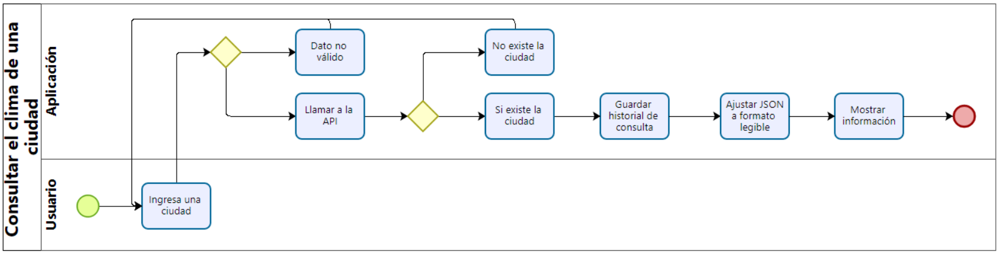 Consultar el clima de una
ciudad
Aplicación
Dato no
válido
No existe la
ciudad
Llamar a la
API
Si existe la
ciudad
Guardar
historial de
consulta
Ajustar JSON
a formato
legible
Mostrar
información
Usuario
Ingresa una
ciudad